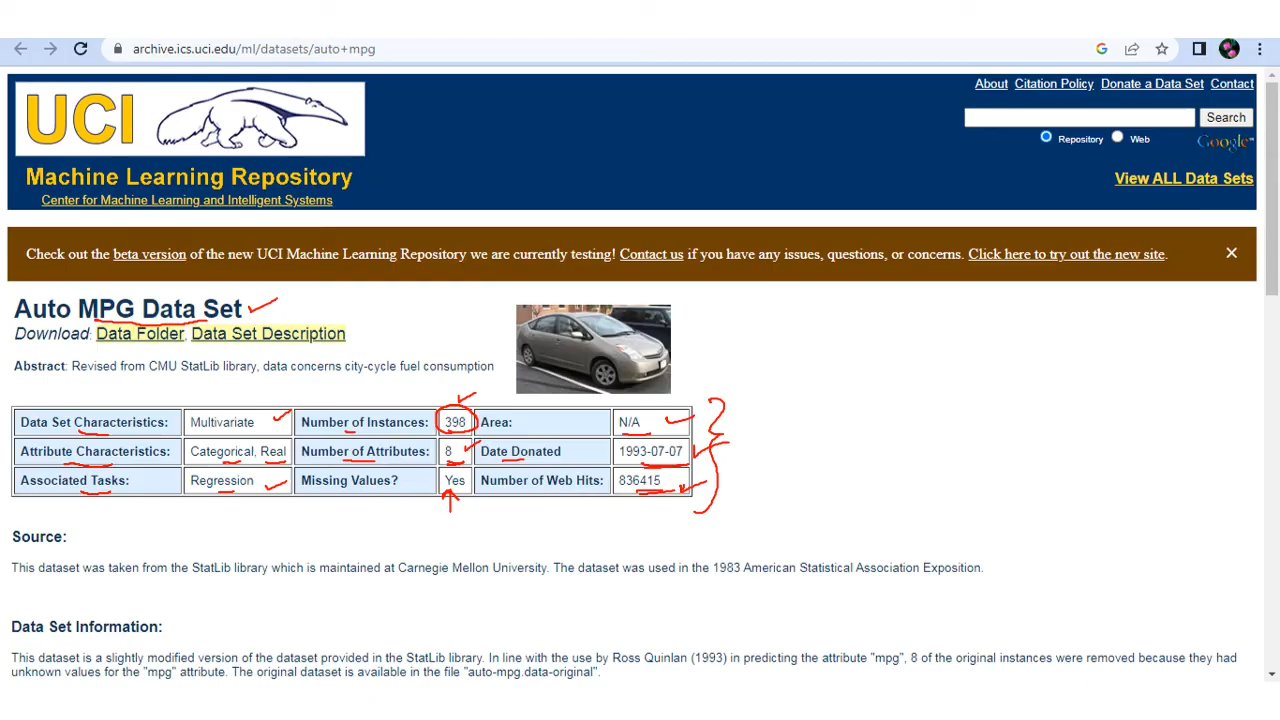 archive.ics.uci.edu/ml/datasets/auto+mpg
About Citation Policy Donate a Data Set Contact
UCI
Search
Repository Web Google™
Machine Learning Repository
View ALL Data Sets
Center for Machine Learning and Intelligent Systems
Check out the beta version of the new UCI Machine Learning Repository we are currently testing! Contact us if you have any issues, questions, or concerns. Click here to try out the new site.
Auto MPG Data Set
Download: Data Folder, Data Set Description
Abstract: Revised from CMU StatLib library, data concerns city-cycle fuel consumption
Data Set Characteristics: Multivariate Number of Instances: 398 Area: N/A
Attribute Characteristics: Categorical, Real Number of Attributes: 8 Date Donated 1993-07-07
Associated Tasks: Regression Missing Values? Yes Number of Web Hits: 836415
Source:
This dataset was taken from the StatLib library which is maintained at Carnegie Mellon University. The dataset was used in the 1983 American Statistical Association Exposition.
Data Set Information:
This dataset is a slightly modified version of the dataset provided in the StatLib library. In line with the use by Ross Quinlan (1993) in predicting the attribute "mpg", 8 of the original instances were removed because they had
unknown values for the "mpg" attribute. The original dataset is available in the file "auto-mpg.data-original".